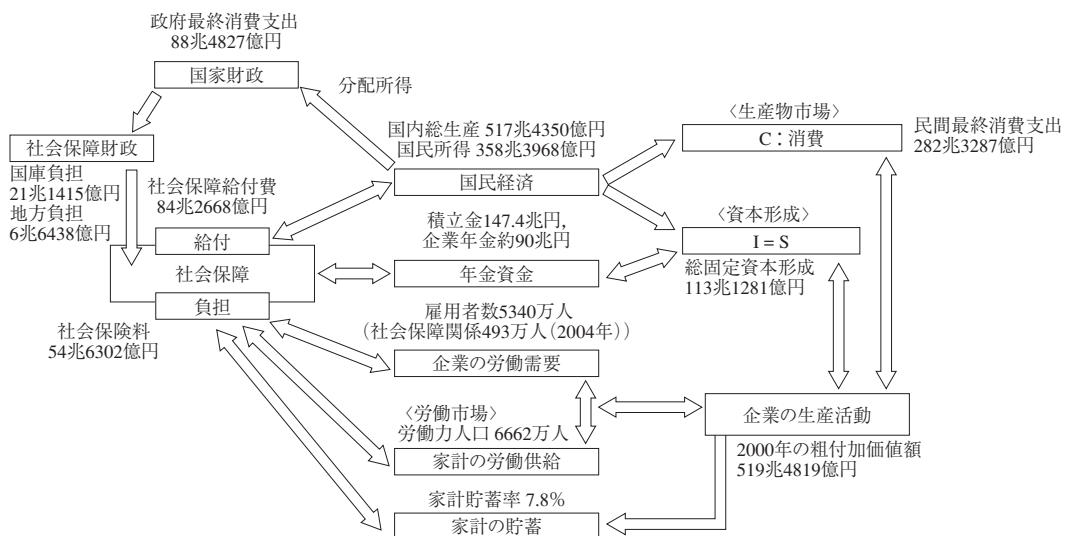 政府最終消費支出
88兆4827億円
国家財政
分配所得
社会保障財政
国庫負担
21兆1415億円
地方負担
6兆6438億円
社会保障給付費
84兆2668億円
給付
社会保障
負担
社会保険料
54兆6302億円
国内総生産 517兆4350億円
国民所得 358兆3968億円
国民経済
積立金147.4兆円,
企業年金約90兆円
年金資金
雇用者数5340万人
(社会保障関係493万人(2004年))
企業の労働需要
〈労働市場〉
労働力人口 6662万人
家計の労働供給
家計貯蓄率 7.8%
家計の貯蓄
〈生産物市場〉
C:消費
民間最終消費支出
282兆3287億円
〈資本形成〉
I = S
総固定資本形成
113兆1281億円
企業の生産活動
2000年の粗付加価値額
519兆4819億円